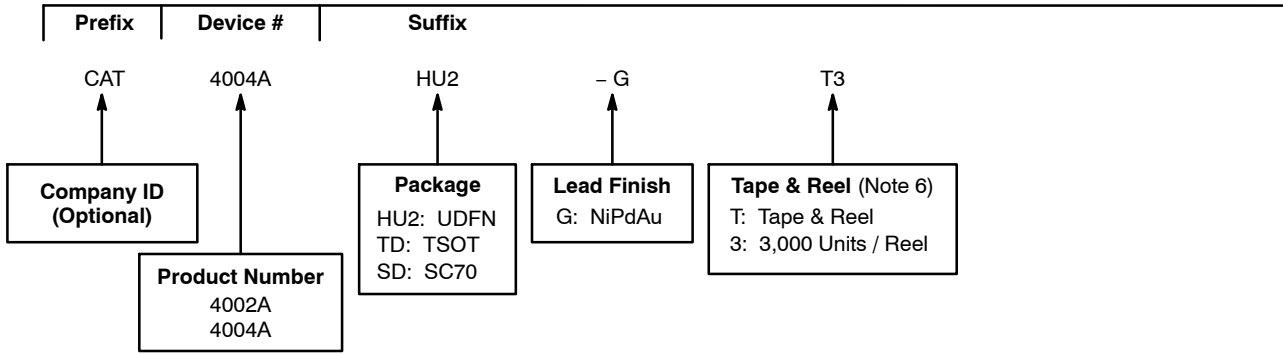 Prefix Device # Suffix
CAT 4004A HU2 – G T3
Company ID
(Optional)
Product Number
4002A
4004A
Package
HU2: UDFN
TD: TSOT
SD: SC70
Lead Finish
G: NiPdAu
Tape & Reel (Note 6)
T: Tape & Reel
3: 3,000 Units / Reel